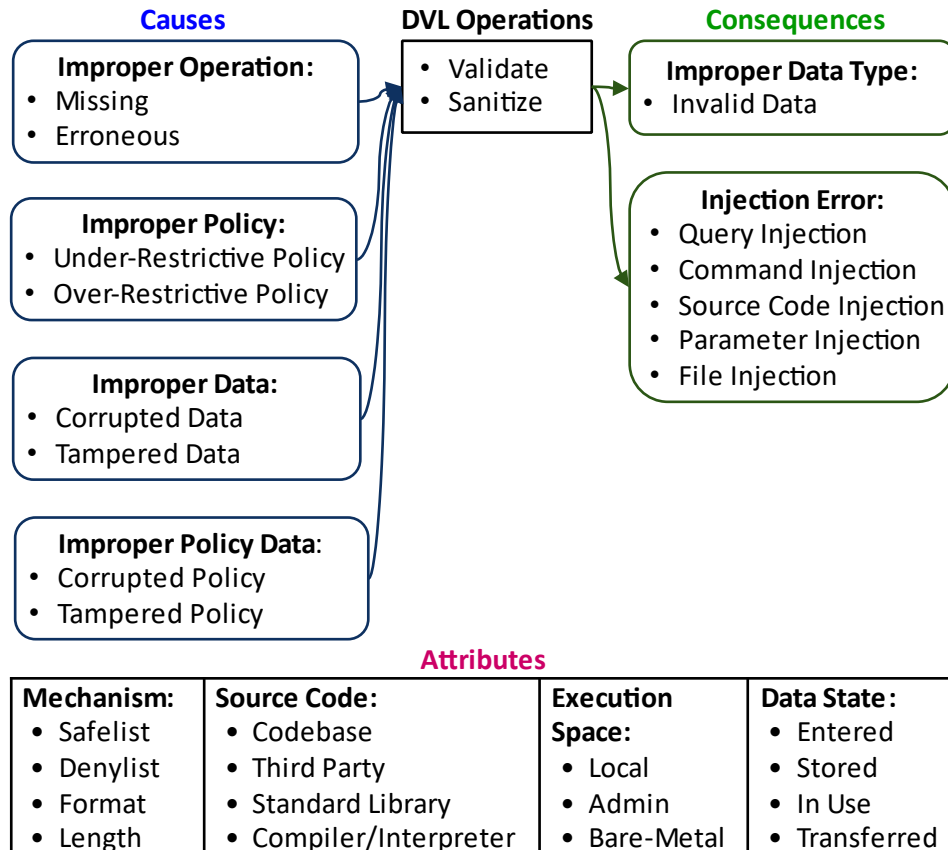 Causes
Improper Operation:
• Missing
• Erroneous
Improper Policy:
• Under-Restrictive Policy
• Over-Restrictive Policy
Improper Data:
• Corrupted Data
• Tampered Data
Improper Policy Data:
• Corrupted Policy
• Tampered Policy
DVL Operations
• Validate
• Sanitize
Consequences
Improper Data Type:
• Invalid Data
Injection Error:
• Query Injection
• Command Injection
• Source Code Injection
• Parameter Injection
• File Injection
Attributes
Mechanism:
• Safelist
• Denylist
• Format
• Length
Source Code:
• Codebase
• Third Party
• Standard Library
• Compiler/Interpreter
Execution
Space:
• Local
• Admin
• Bare-Metal
Data State:
• Entered
• Stored
• In Use
• Transferred